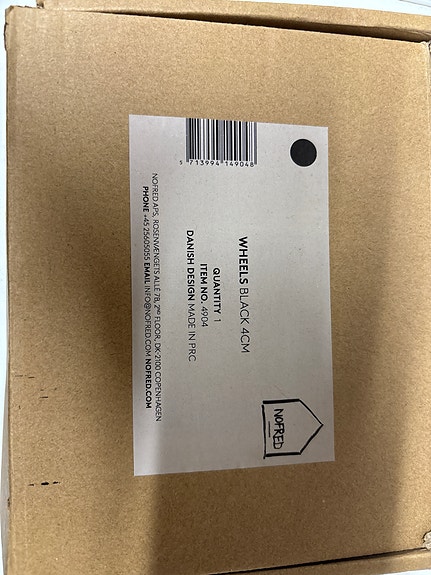 NOFRED
WHEELS BLACK 4CM
QUANTITY 1
ITEM NO. 4904
DANISH DESIGN MADE IN PRC
5 713994 149048
NOFRED APS, ROSENVÆNGETS ALLÉ 7B, 2ND FLOOR, DK-2100 COPENHAGEN
PHONE +45 25605055 EMAIL INFO@NOFRED.COM NOFRED.COM